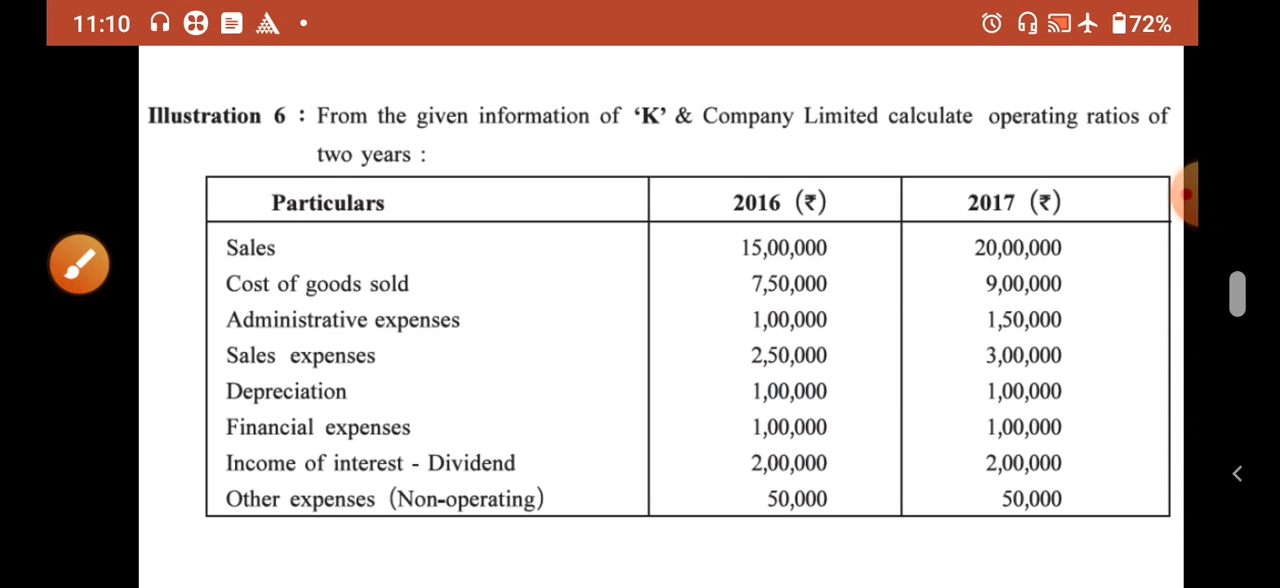 11:10
72%
Illustration 6 : From the given information of ‘K’ & Company Limited calculate operating ratios of
two years :
Particulars 2016 (₹) 2017 (₹)
Sales 15,00,000 20,00,000
Cost of goods sold 7,50,000 9,00,000
Administrative expenses 1,00,000 1,50,000
Sales expenses 2,50,000 3,00,000
Depreciation 1,00,000 1,00,000
Financial expenses 1,00,000 1,00,000
Income of interest - Dividend 2,00,000 2,00,000
Other expenses (Non-operating) 50,000 50,000